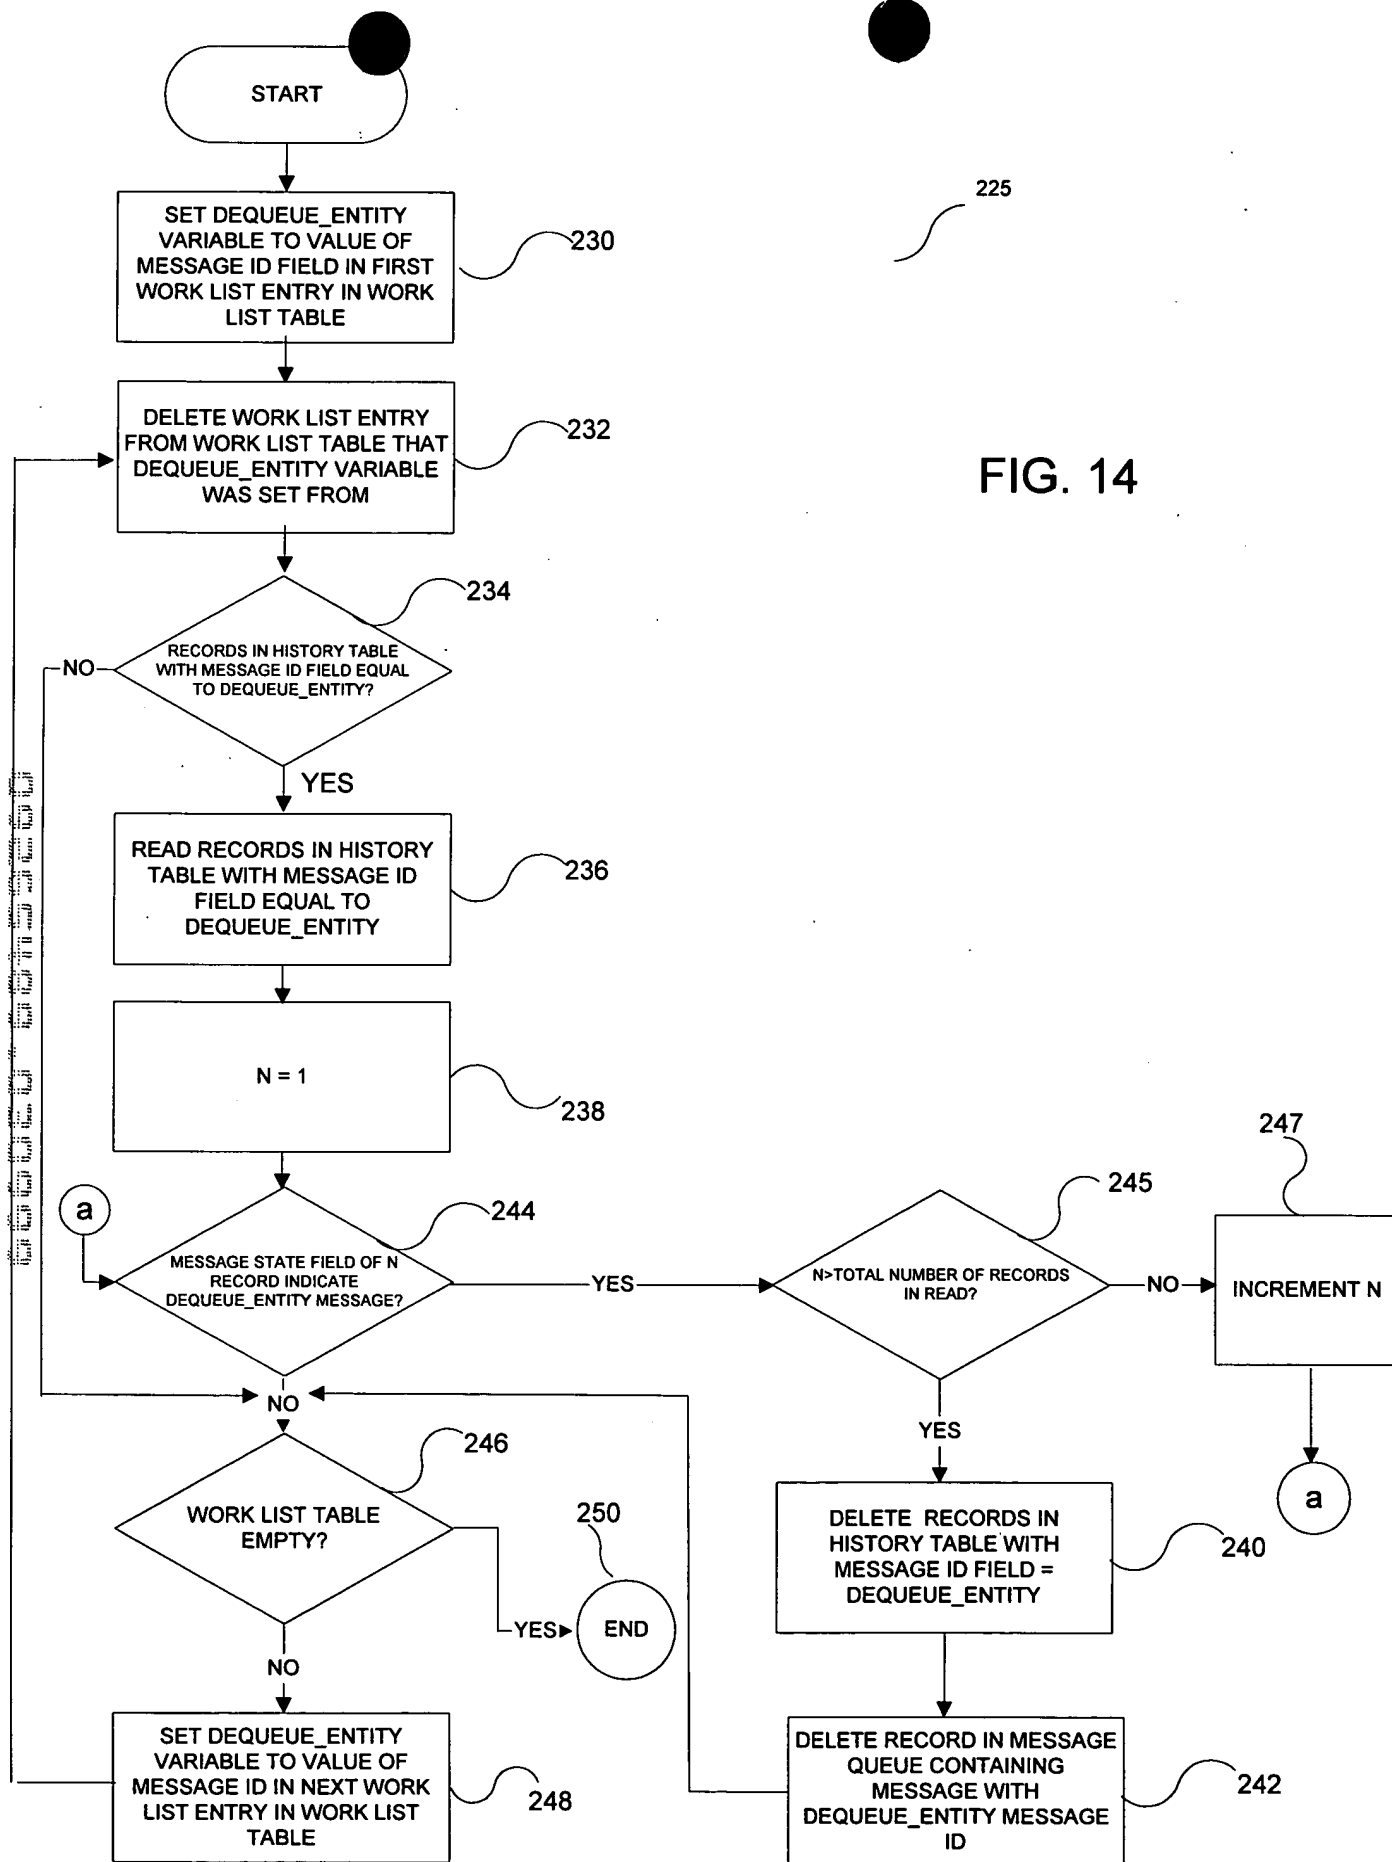 START
225
SET DEQUEUE_ENTITY
VARIABLE TO VALUE OF
MESSAGE ID FIELD IN FIRST
WORK LIST ENTRY IN WORK
LIST TABLE
230
DELETE WORK LIST ENTRY
FROM WORK LIST TABLE THAT
DEQUEUE_ENTITY VARIABLE
WAS SET FROM
232
FIG. 14
234
RECORDS IN HISTORY TABLE
WITH MESSAGE ID FIELD EQUAL
TO DEQUEUE_ENTITY?
NO
YES
READ RECORDS IN HISTORY
TABLE WITH MESSAGE ID
FIELD EQUAL TO
DEQUEUE_ENTITY
236
N = 1
238
a
244
MESSAGE STATE FIELD OF N
RECORD INDICATE
DEQUEUE_ENTITY MESSAGE?
YES
245
N>TOTAL NUMBER OF RECORDS
IN READ?
NO
247
INCREMENT N
a
NO
YES
246
WORK LIST TABLE
EMPTY?
250
YES
END
DELETE RECORDS IN
HISTORY TABLE WITH
MESSAGE ID FIELD =
DEQUEUE_ENTITY
240
NO
SET DEQUEUE_ENTITY
VARIABLE TO VALUE OF
MESSAGE ID IN NEXT WORK
LIST ENTRY IN WORK LIST
TABLE
248
DELETE RECORD IN MESSAGE
QUEUE CONTAINING
MESSAGE WITH
DEQUEUE_ENTITY MESSAGE
ID
242